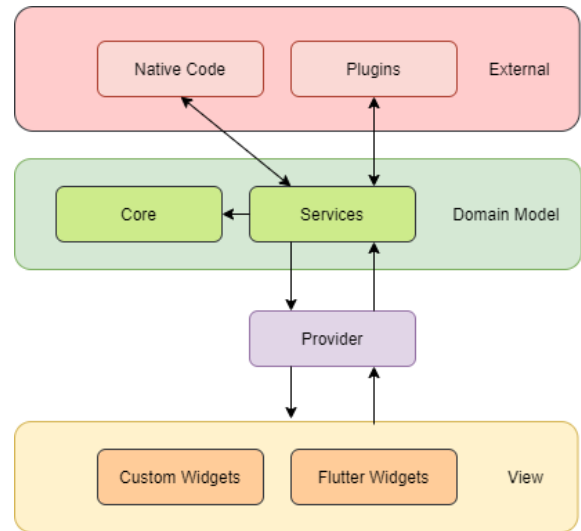 Native Code
Plugins
External
Core
Services
Domain Model
Provider
Custom Widgets
Flutter Widgets
View